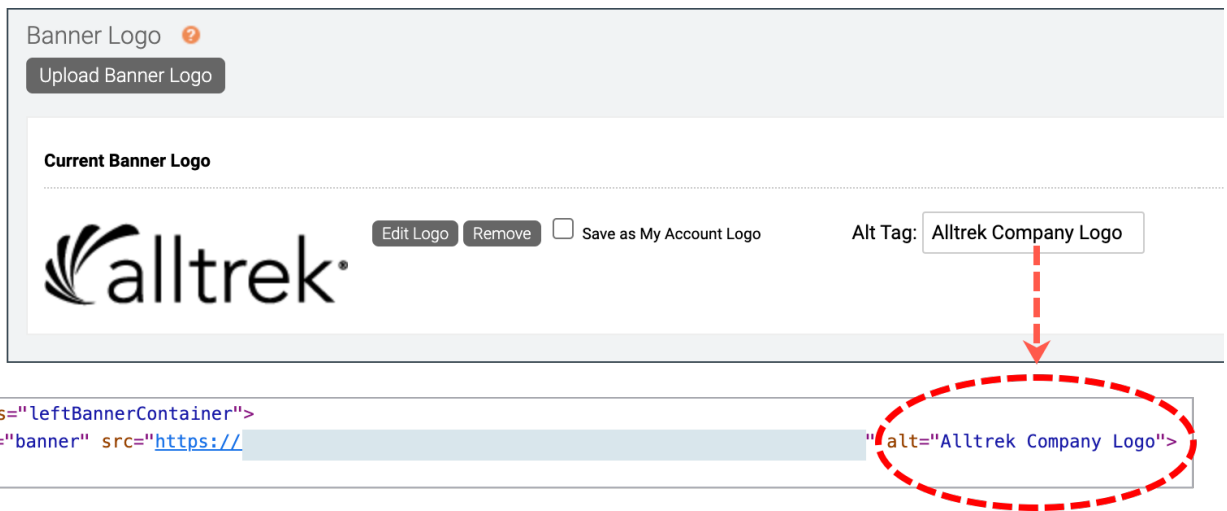 Banner Logo ?
Upload Banner Logo
Current Banner Logo
alltrek®
Edit Logo Remove Save as My Account Logo Alt Tag: Alltrek Company Logo
s="leftBannerContainer">
="banner" src="https:// " alt="Alltrek Company Logo">